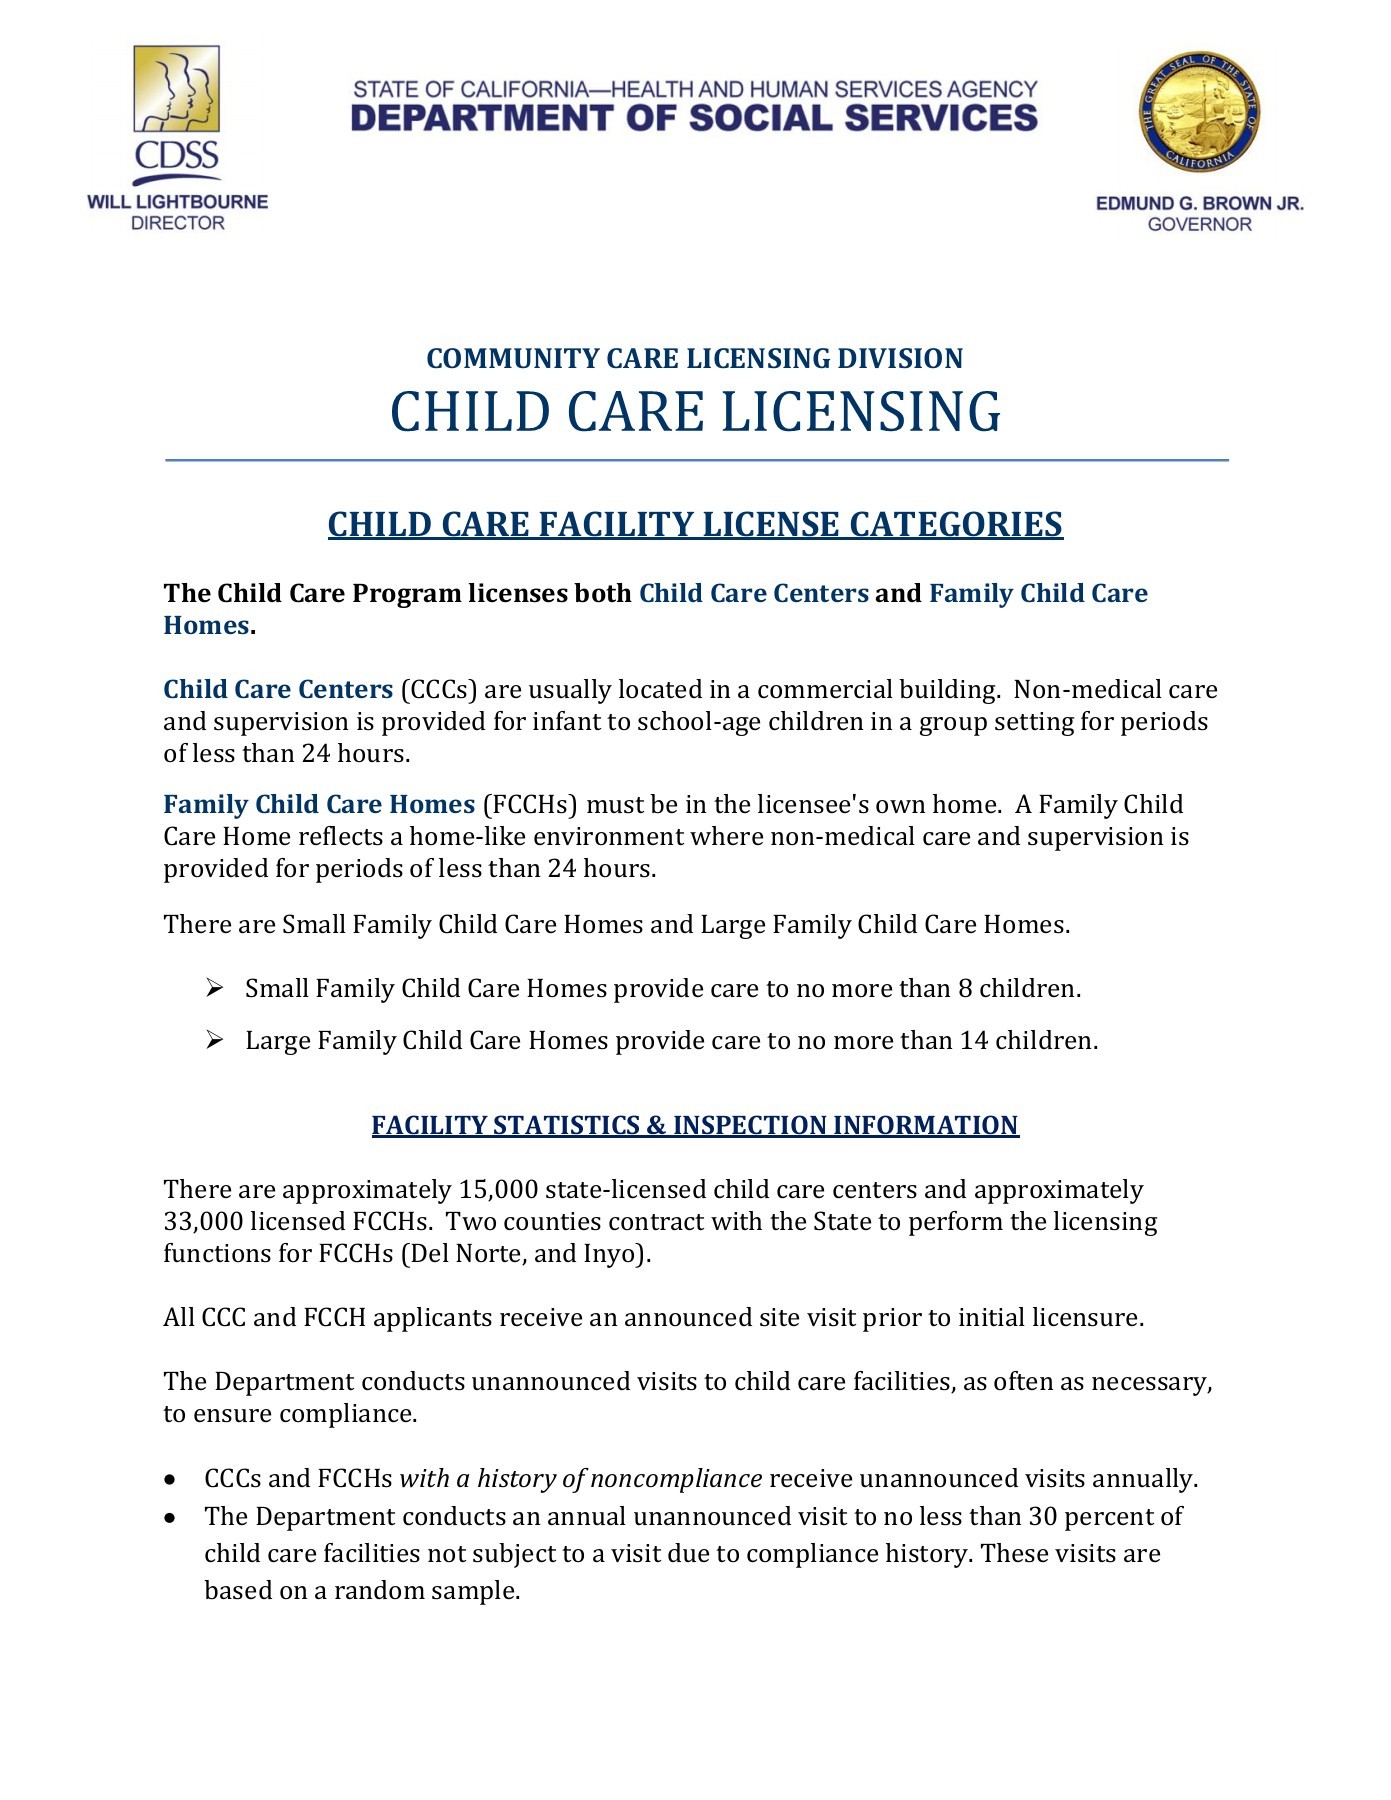 CDSS
WILL LIGHTBOURNE
DIRECTOR
STATE OF CALIFORNIA—HEALTH AND HUMAN SERVICES AGENCY
DEPARTMENT OF SOCIAL SERVICES
THE GREAT SEAL OF THE STATE OF CALIFORNIA
EDMUND G. BROWN JR.
GOVERNOR
COMMUNITY CARE LICENSING DIVISION
CHILD CARE LICENSING
CHILD CARE FACILITY LICENSE CATEGORIES
The Child Care Program licenses both Child Care Centers and Family Child Care
Homes.
Child Care Centers (CCCs) are usually located in a commercial building.  Non-medical care
and supervision is provided for infant to school-age children in a group setting for periods
of less than 24 hours.
Family Child Care Homes (FCCHs) must be in the licensee's own home.  A Family Child
Care Home reflects a home-like environment where non-medical care and supervision is
provided for periods of less than 24 hours.
There are Small Family Child Care Homes and Large Family Child Care Homes.
➢ Small Family Child Care Homes provide care to no more than 8 children.
➢ Large Family Child Care Homes provide care to no more than 14 children.
FACILITY STATISTICS & INSPECTION INFORMATION
There are approximately 15,000 state-licensed child care centers and approximately
33,000 licensed FCCHs.  Two counties contract with the State to perform the licensing
functions for FCCHs (Del Norte, and Inyo).
All CCC and FCCH applicants receive an announced site visit prior to initial licensure.
The Department conducts unannounced visits to child care facilities, as often as necessary,
to ensure compliance.
• CCCs and FCCHs with a history of noncompliance receive unannounced visits annually.
• The Department conducts an annual unannounced visit to no less than 30 percent of
child care facilities not subject to a visit due to compliance history. These visits are
based on a random sample.